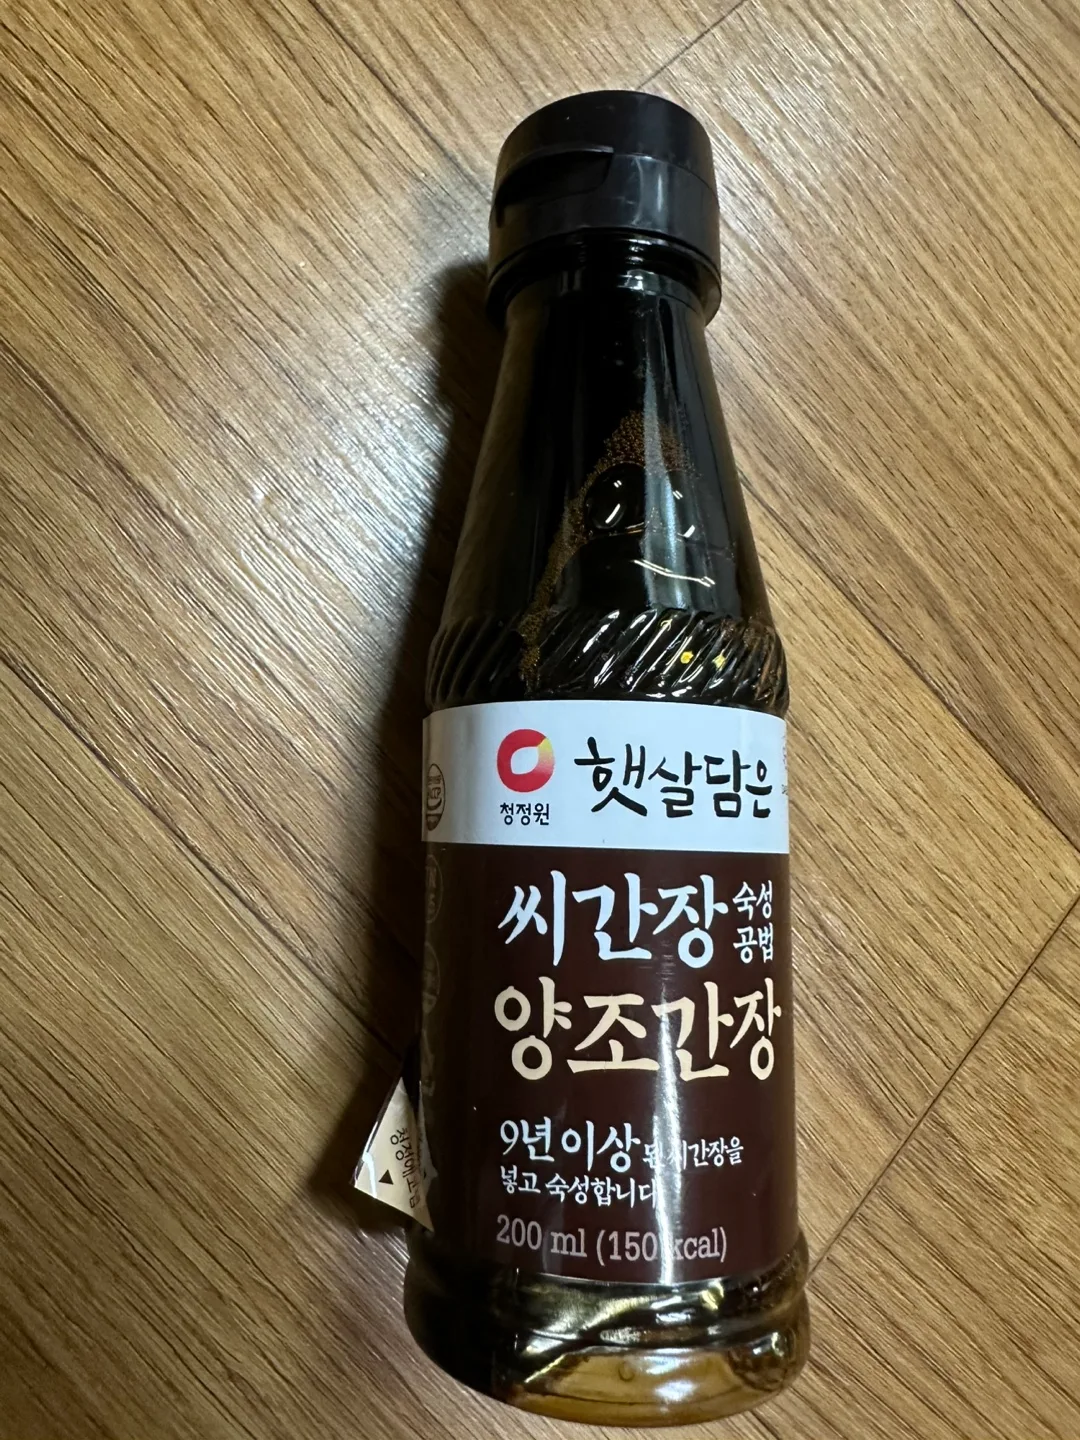 청정원
햇살담은
씨간장 숙성
공법
양조간장
9년 이상 된 씨간장을
넣고 숙성합니다
200 ml (150 kcal)